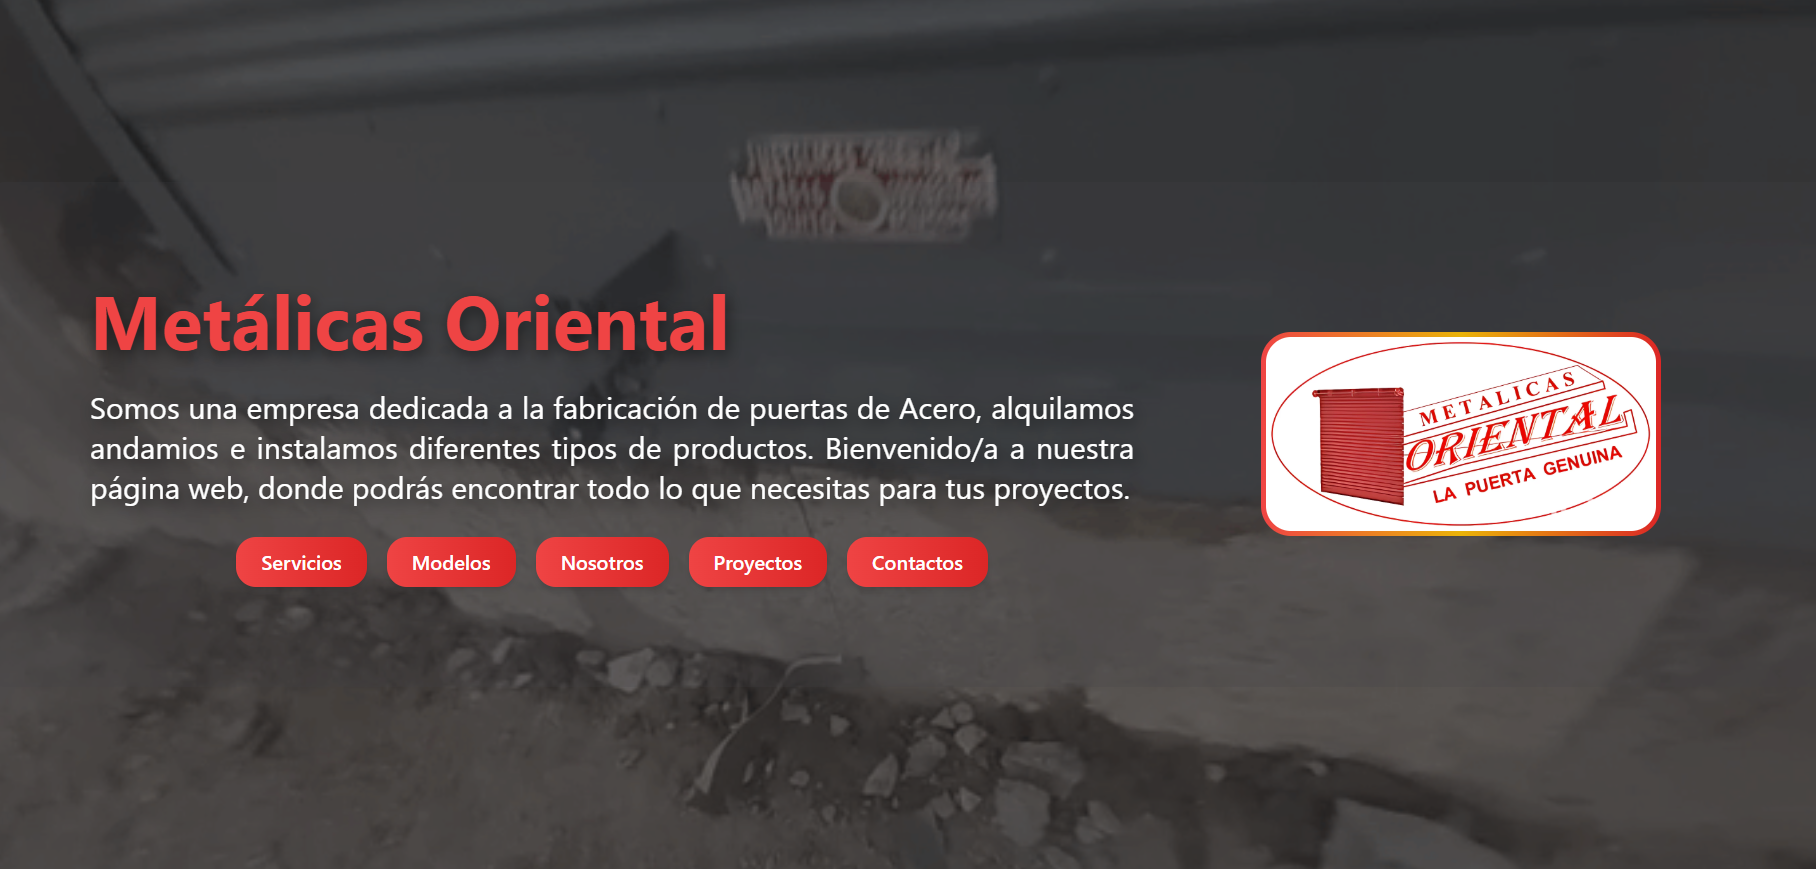 Metálicas Oriental
Somos una empresa dedicada a la fabricación de puertas de Acero, alquilamos
andamios e instalamos diferentes tipos de productos. Bienvenido/a a nuestra
página web, donde podrás encontrar todo lo que necesitas para tus proyectos.
Servicios
Modelos
Nosotros
Proyectos
Contactos
METALICAS
ORIENTAL
LA PUERTA GENUINA